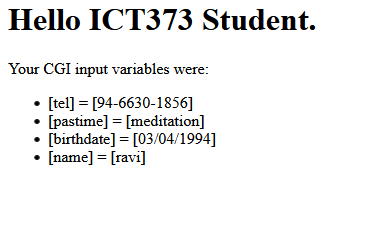 Hello ICT373 Student.
Your CGI input variables were:
• [tel] = [94-6630-1856]
• [pastime] = [meditation]
• [birthdate] = [03/04/1994]
• [name] = [ravi]